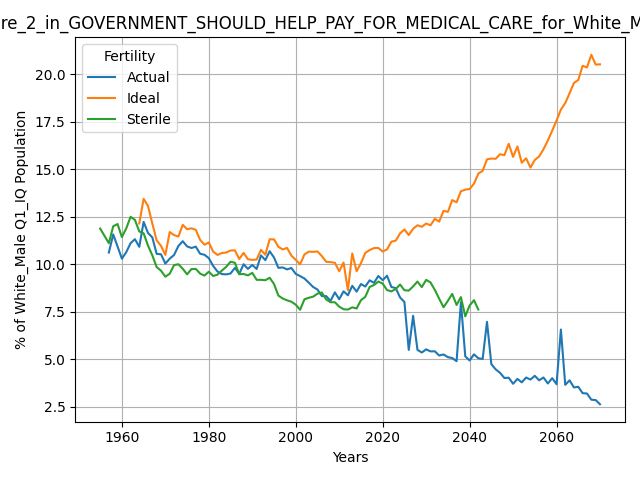 re_2_in_GOVERNMENT_SHOULD_HELP_PAY_FOR_MEDICAL_CARE_for_White_M
Fertility
Actual
Ideal
Sterile
% of White_Male Q1_IQ Population
20.0
17.5
15.0
12.5
10.0
7.5
5.0
2.5
1960 1980 2000 2020 2040 2060
Years